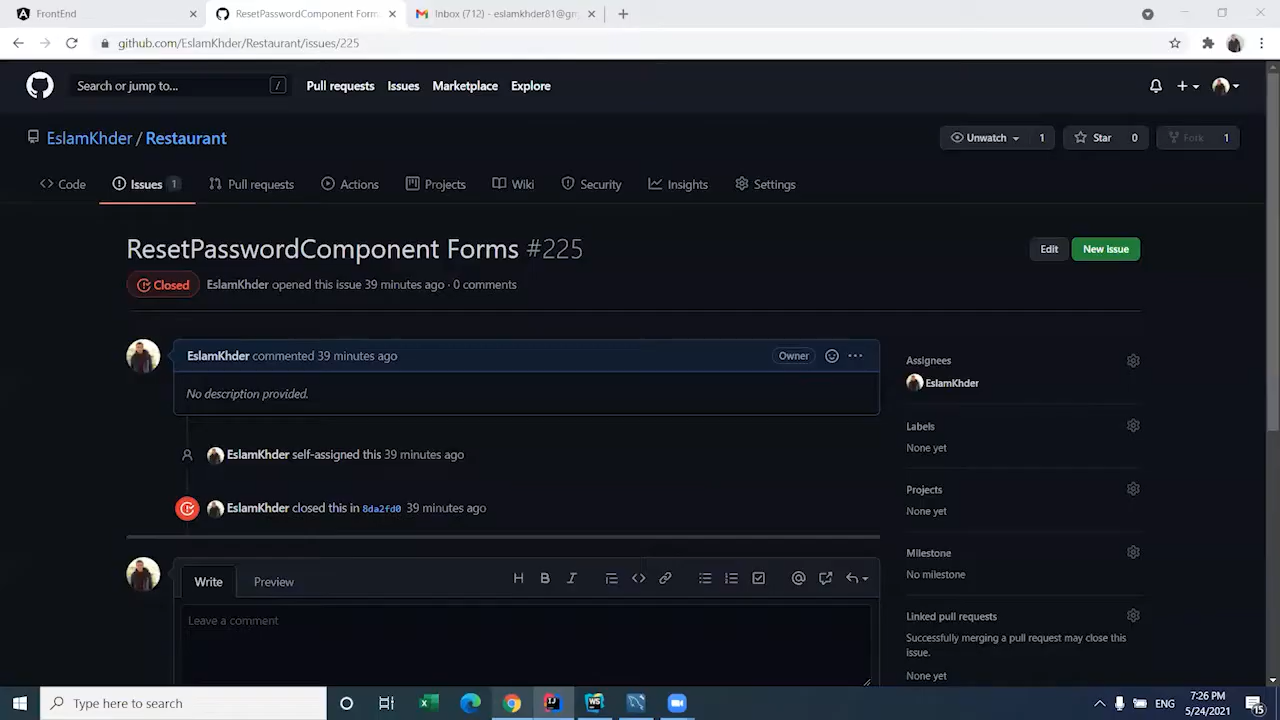 FrontEnd
ResetPasswordComponent Form
Inbox (712) - eslamkhder81@gm
github.com/EslamKhder/Restaurant/issues/225
Search or jump to...
/
Pull requests
Issues
Marketplace
Explore
EslamKhder / Restaurant
Unwatch
1
Star
0
Fork
1
Code
Issues
1
Pull requests
Actions
Projects
Wiki
Security
Insights
Settings
ResetPasswordComponent Forms #225
Edit
New issue
Closed
EslamKhder opened this issue 39 minutes ago · 0 comments
EslamKhder commented 39 minutes ago
Owner
No description provided.
EslamKhder self-assigned this 39 minutes ago
EslamKhder closed this in 8da2fd0 39 minutes ago
Assignees
EslamKhder
Labels
None yet
Projects
None yet
Milestone
No milestone
Linked pull requests
Successfully merging a pull request may close this
issue.
None yet
Write
Preview
Leave a comment
Type here to search
ENG
7:26 PM
5/24/2021
15